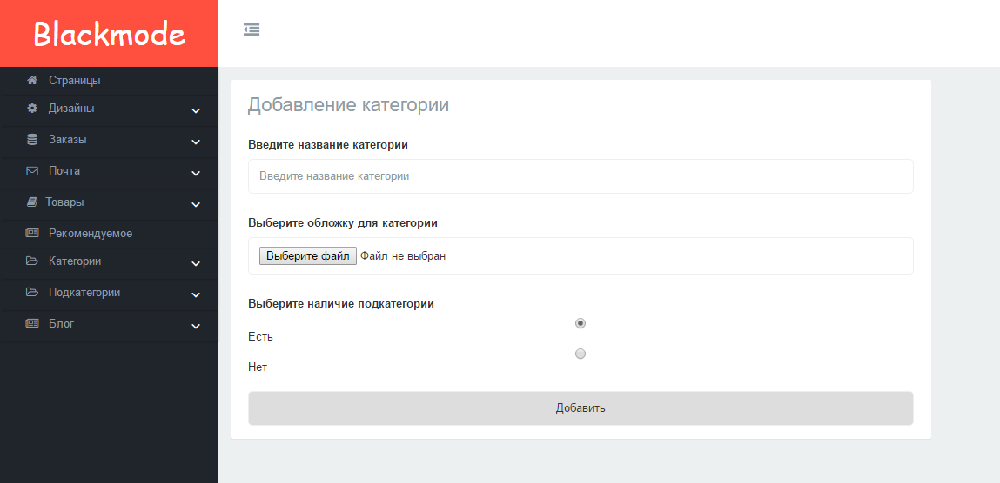 Blackmode
Страницы
Дизайны
Заказы
Почта
Товары
Рекомендуемое
Категории
Подкатегории
Блог
Добавление категории
Введите название категории
Введите название категории
Выберите обложку для категории
Выберите файл Файл не выбран
Выберите наличие подкатегории
Есть
Нет
Добавить